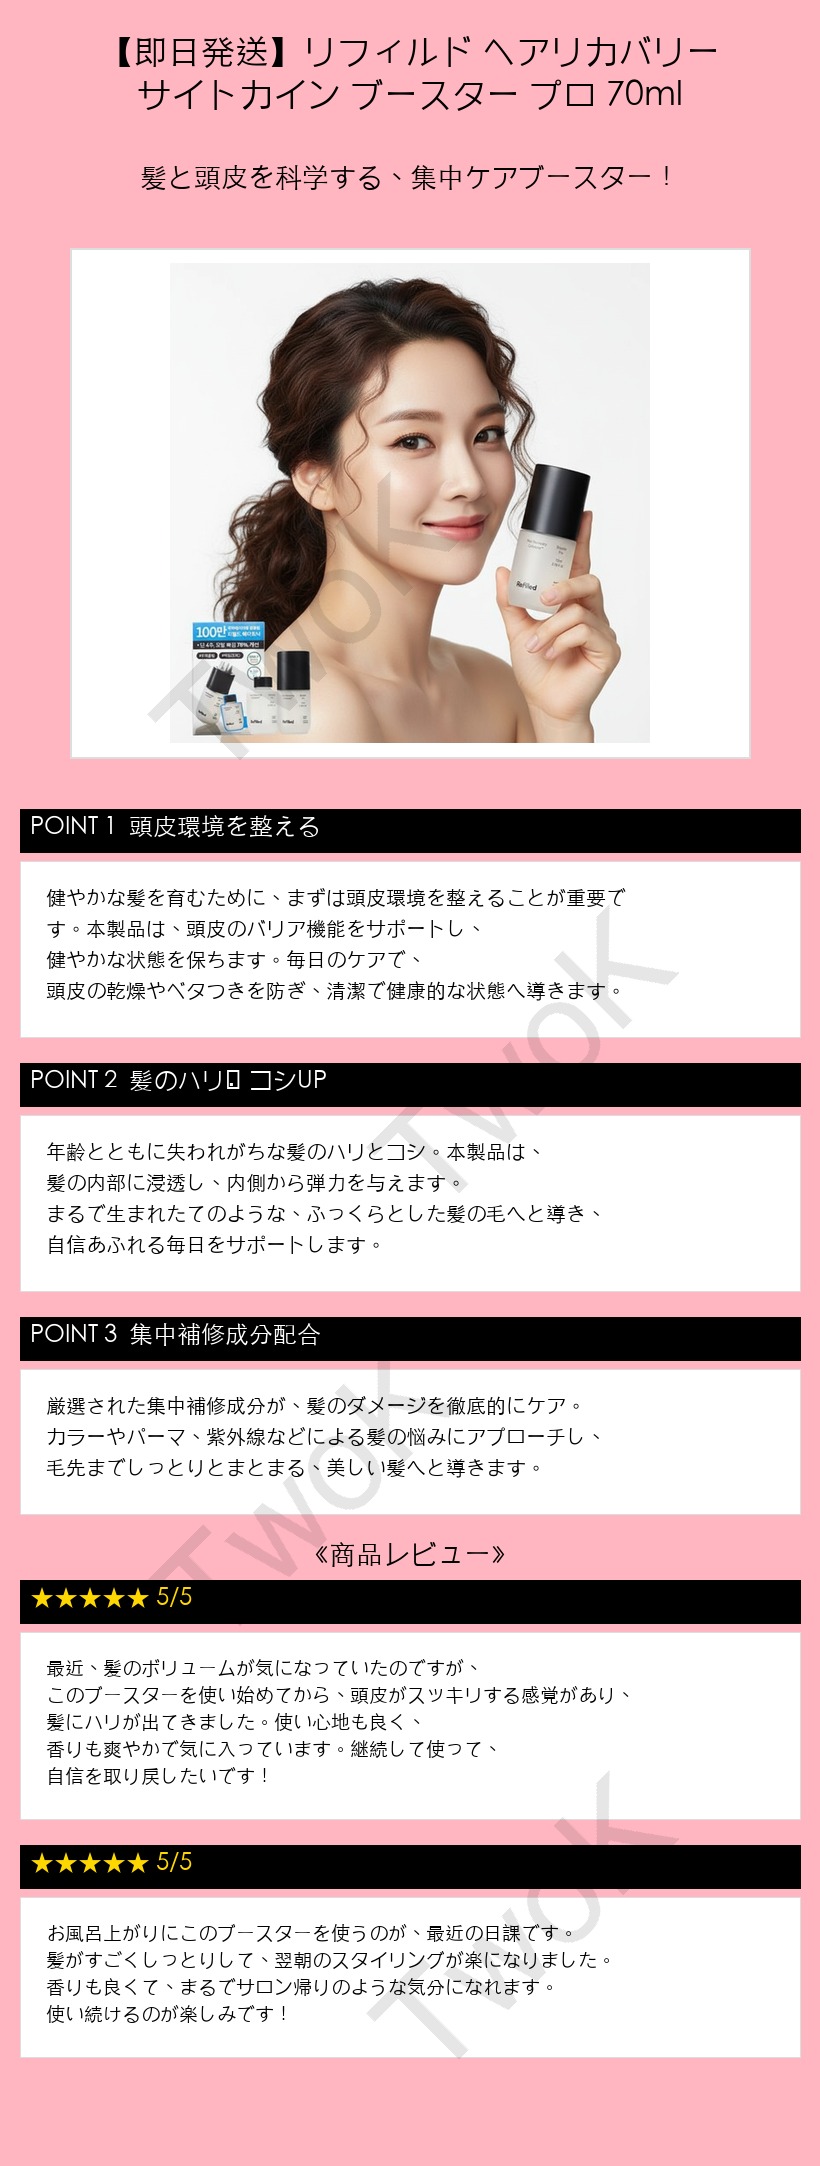 【即日発送】リフィルド ヘアリカバリー
サイトカイン ブースター プロ 70ml
髪と頭皮を科学する、集中ケアブースター！
Refilled
100만
POINT 1 頭皮環境を整える
健やかな髪を育むために、まずは頭皮環境を整えることが重要で
す。本製品は、頭皮のバリア機能をサポートし、
健やかな状態を保ちます。毎日のケアで、
頭皮の乾燥やベタつきを防ぎ、清潔で健康的な状態へ導きます。
POINT 2 髪のハリ コシUP
年齢とともに失われがちな髪のハリとコシ。本製品は、
髪の内部に浸透し、内側から弾力を与えます。
まるで生まれたてのような、ふっくらとした髪の毛へと導き、
自信あふれる毎日をサポートします。
POINT 3 集中補修成分配合
厳選された集中補修成分が、髪のダメージを徹底的にケア。
カラーやパーマ、紫外線などによる髪の悩みにアプローチし、
毛先までしっとりとまとまる、美しい髪へと導きます。
《商品レビュー》
★★★★★ 5/5
最近、髪のボリュームが気になっていたのですが、
このブースターを使い始めてから、頭皮がスッキリする感覚があり、
髪にハリが出てきました。使い心地も良く、
香りも爽やかで気に入っています。継続して使って、
自信を取り戻したいです！
★★★★★ 5/5
お風呂上がりにこのブースターを使うのが、最近の日課です。
髪がすごくしっとりして、翌朝のスタイリングが楽になりました。
香りも良くて、まるでサロン帰りのような気分になれます。
使い続けるのが楽しみです！
TwoK
TwoK
TwoK
TwoK